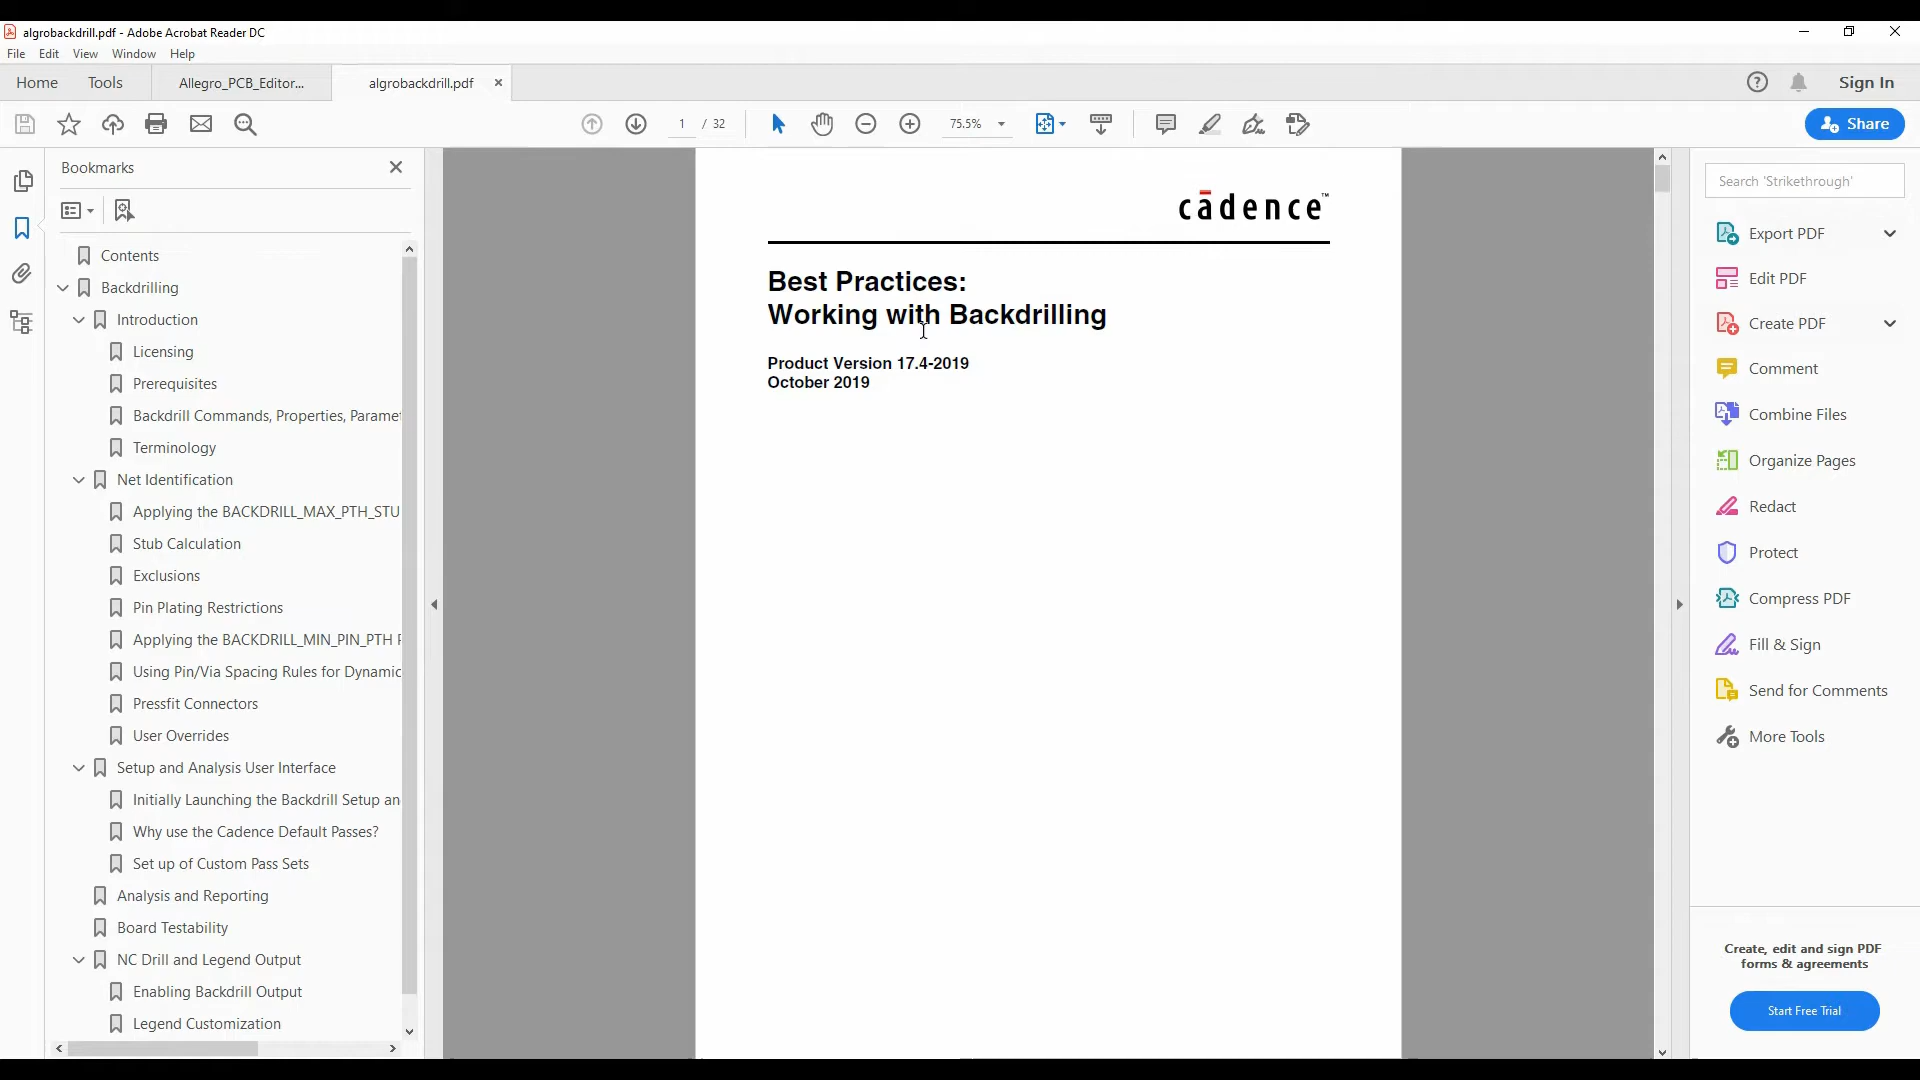 algrobackdrill.pdf - Adobe Acrobat Reader DC
File Edit View Window Help
Home Tools Allegro_PCB_Editor... algrobackdrill.pdf Sign In
1 / 32 75.5% Share
Bookmarks
Contents
Backdrilling
Introduction
Licensing
Prerequisites
Backdrill Commands, Properties, Paramet
Terminology
Net Identification
Applying the BACKDRILL_MAX_PTH_STU
Stub Calculation
Exclusions
Pin Plating Restrictions
Applying the BACKDRILL_MIN_PIN_PTH P
Using Pin/Via Spacing Rules for Dynamic
Pressfit Connectors
User Overrides
Setup and Analysis User Interface
Initially Launching the Backdrill Setup an
Why use the Cadence Default Passes?
Set up of Custom Pass Sets
Analysis and Reporting
Board Testability
NC Drill and Legend Output
Enabling Backdrill Output
Legend Customization
cādence™
Best Practices:
Working with Backdrilling
Product Version 17.4-2019
October 2019
Search 'Strikethrough'
Export PDF
Edit PDF
Create PDF
Comment
Combine Files
Organize Pages
Redact
Protect
Compress PDF
Fill & Sign
Send for Comments
More Tools
Create, edit and sign PDF
forms & agreements
Start Free Trial